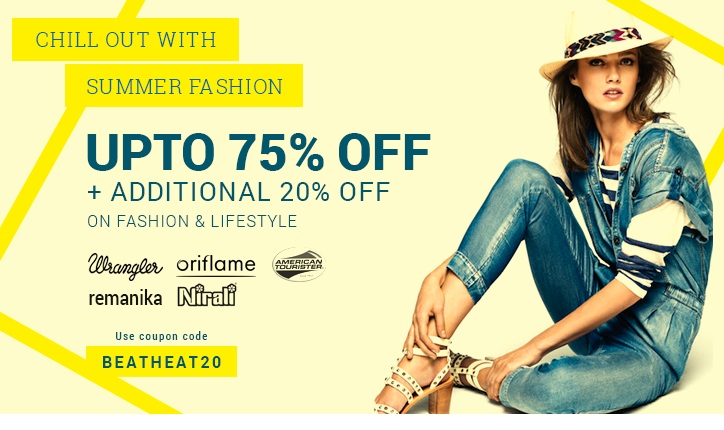 CHILL OUT WITH
SUMMER FASHION
UPTO 75% OFF
+ ADDITIONAL 20% OFF
ON FASHION & LIFESTYLE
Wrangler oriflame AMERICAN TOURISTER
remanika Nirali
Use coupon code
BEATHEAT20